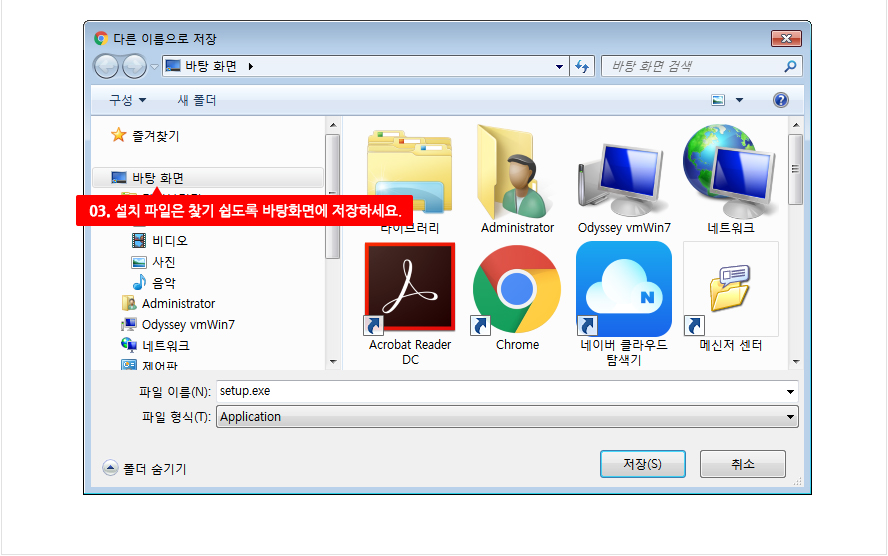 다른 이름으로 저장
바탕 화면
바탕 화면 검색
구성 새 폴더
즐겨찾기
바탕 화면
03. 설치 파일은 찾기 쉽도록 바탕화면에 저장하세요.
비디오
사진
음악
Administrator
Odyssey vmWin7
네트워크
제어판
라이브러리
Administrator
Odyssey vmWin7
네트워크
Acrobat Reader
DC
Chrome
N
네이버 클라우드
탐색기
메신저 센터
파일 이름(N): setup.exe
파일 형식(T): Application
폴더 숨기기
저장(S)
취소